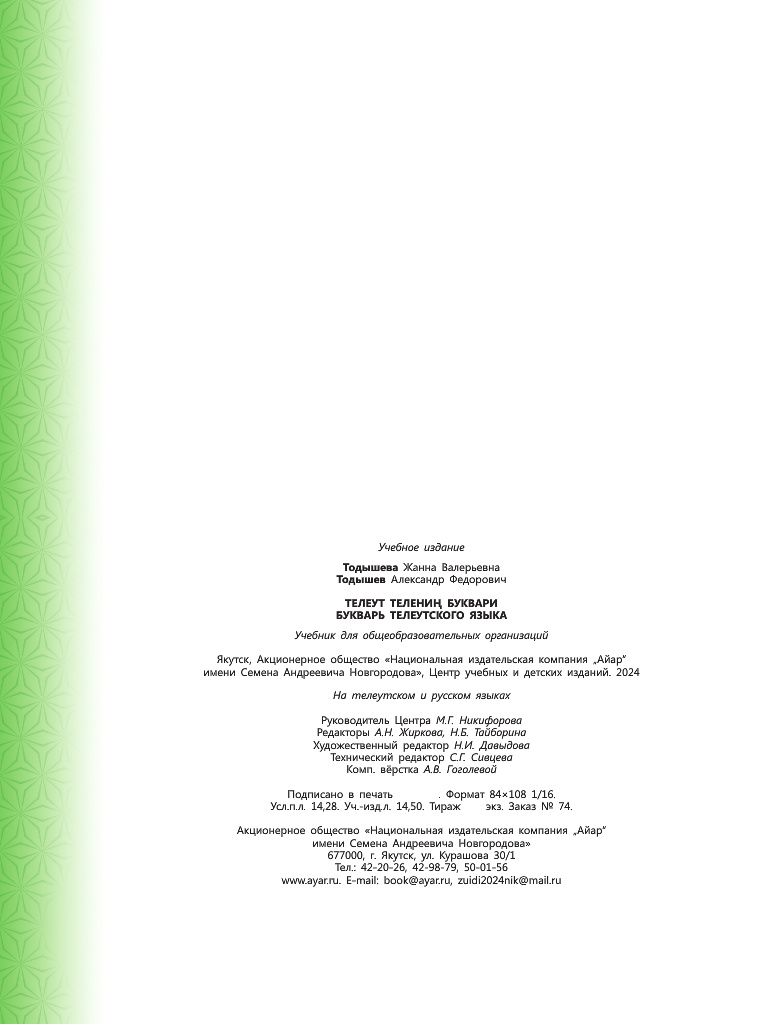 Учебное издание
Тодышева Жанна Валерьевна
Тодышев Александр Федорович
ТЕЛЕУТ ТЕЛЕНИҢ БУКВАРИ
БУКВАРЬ ТЕЛЕУТСКОГО ЯЗЫКА
Учебник для общеобразовательных организаций
Якутск, Акционерное общество «Национальная издательская компания „Айар“
имени Семена Андреевича Новгородова», Центр учебных и детских изданий. 2024
На телеутском и русском языках
Руководитель Центра М.Г. Никифорова
Редакторы А.Н. Жиркова, Н.Б. Тайборина
Художественный редактор Н.И. Давыдова
Технический редактор С.Г. Сивцева
Комп. вёрстка А.В. Гоголевой
Подписано в печать . Формат 84×108 1/16.
Усл.п.л. 14,28. Уч.-изд.л. 14,50. Тираж экз. Заказ № 74.
Акционерное общество «Национальная издательская компания „Айар“
имени Семена Андреевича Новгородова»
677000, г. Якутск, ул. Курашова 30/1
Тел.: 42-20-26, 42-98-79, 50-01-56
www.ayar.ru. E-mail: book@ayar.ru, zuidi2024nik@mail.ru